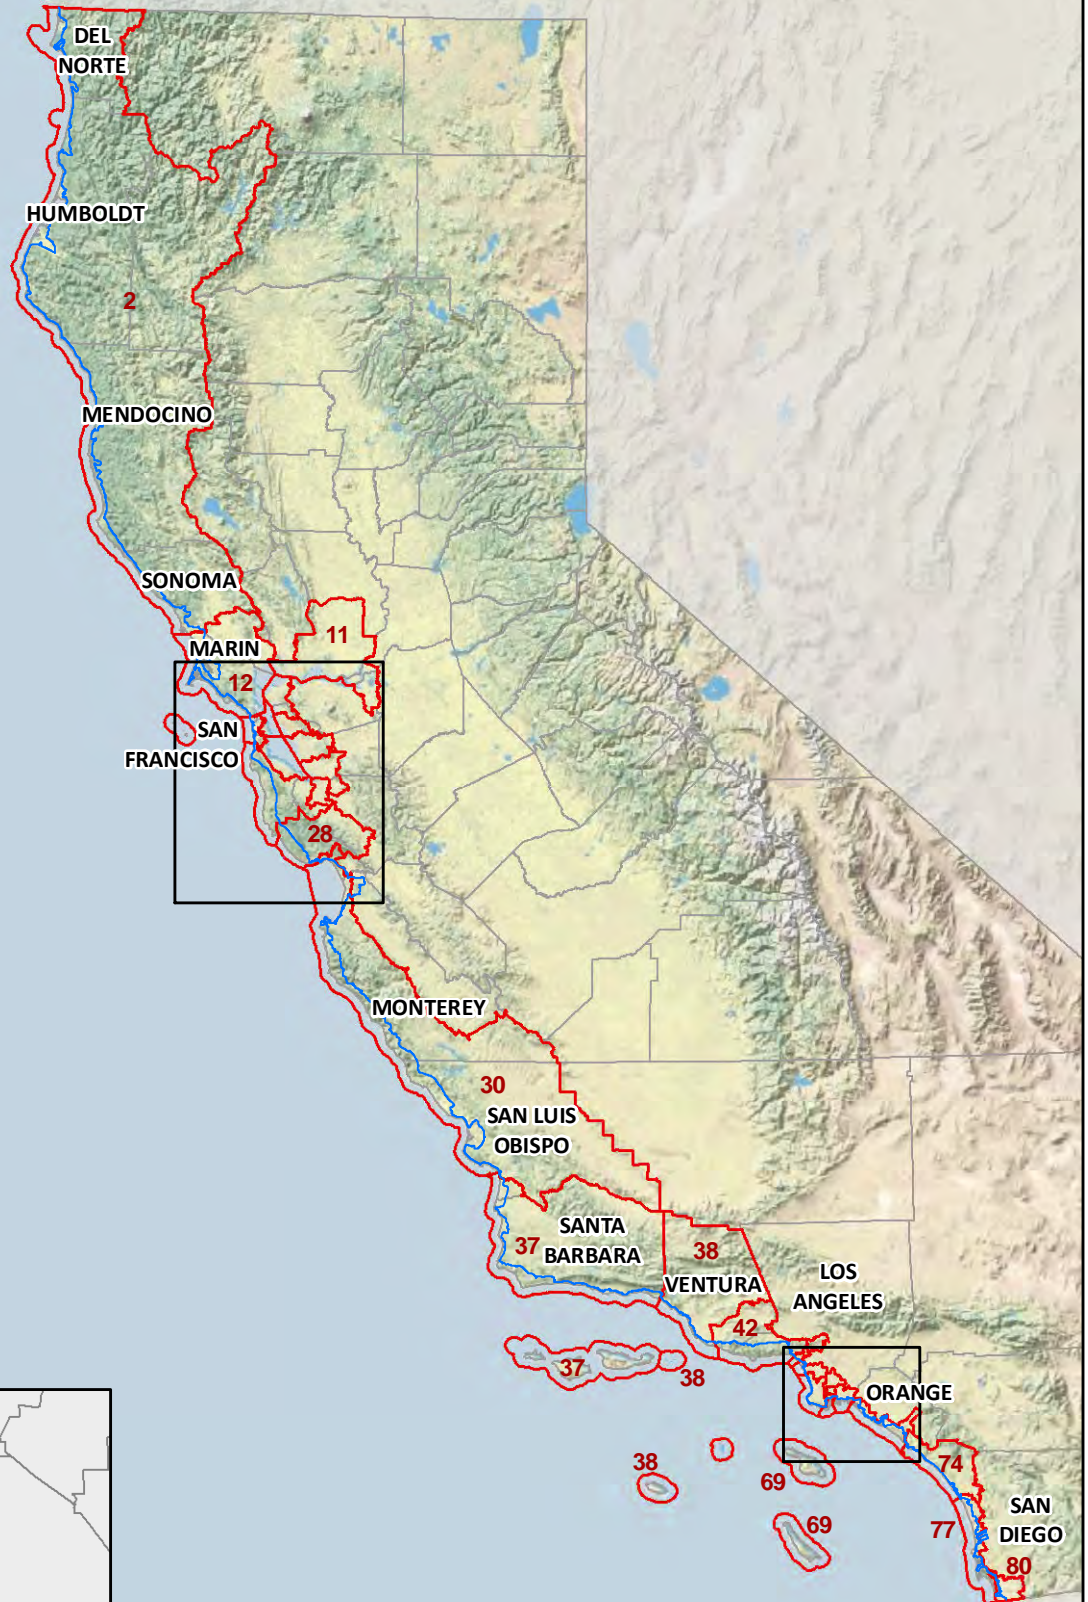 DEL
NORTE
HUMBOLDT
2
MENDOCINO
SONOMA
11
MARIN
12
SAN
FRANCISCO
28
MONTEREY
30
SAN LUIS
OBISPO
SANTA
BARBARA
37
38
VENTURA
LOS
ANGELES
42
37
38
ORANGE
38
69
74
69
77
SAN
DIEGO
80